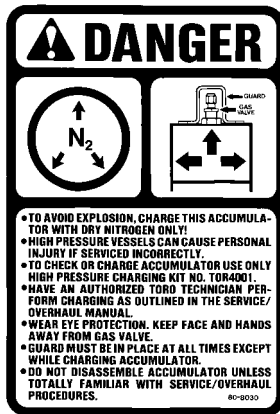 DANGER
N2
GUARD
GAS
VALVE
•TO AVOID EXPLOSION, CHARGE THIS ACCUMULA-
TOR WITH DRY NITROGEN ONLY!
•HIGH PRESSURE VESSELS CAN CAUSE PERSONAL
INJURY IF SERVICED INCORRECTLY.
•TO CHECK OR CHARGE ACCUMULATOR USE ONLY
HIGH PRESSURE CHARGING KIT NO. TOR4001.
•HAVE AN AUTHORIZED TORO TECHNICIAN PER-
FORM CHARGING AS OUTLINED IN THE SERVICE/
OVERHAUL MANUAL.
•WEAR EYE PROTECTION. KEEP FACE AND HANDS
AWAY FROM GAS VALVE.
•GUARD MUST BE IN PLACE AT ALL TIMES EXCEPT
WHILE CHARGING ACCUMULATOR.
•DO NOT DISASSEMBLE ACCUMULATOR UNLESS
TOTALLY FAMILIAR WITH SERVICE/OVERHAUL
PROCEDURES. 80-8030